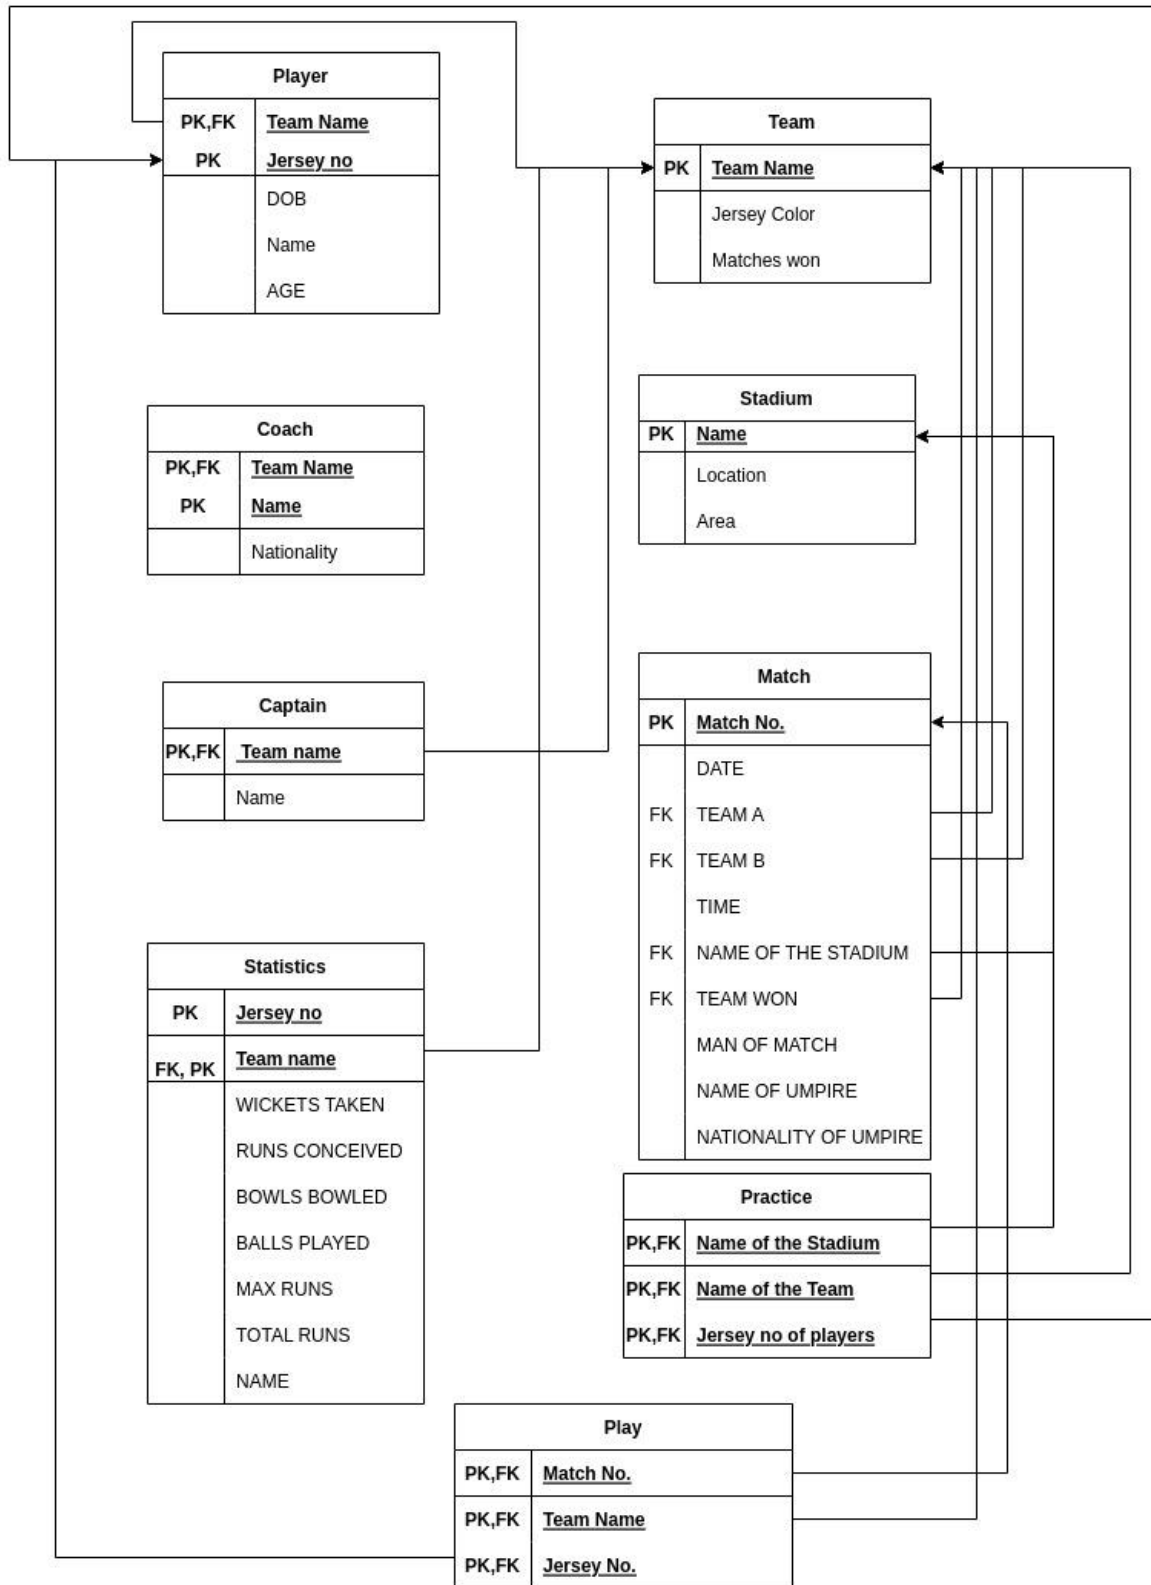 Player
PK,FK Team Name
PK Jersey no
DOB
Name
AGE
Team
PK Team Name
Jersey Color
Matches won
Coach
PK,FK Team Name
PK Name
Nationality
Stadium
PK Name
Location
Area
Captain
PK,FK Team name
Name
Match
PK Match No.
DATE
FK TEAM A
FK TEAM B
TIME
FK NAME OF THE STADIUM
FK TEAM WON
MAN OF MATCH
NAME OF UMPIRE
NATIONALITY OF UMPIRE
Statistics
PK Jersey no
FK, PK Team name
WICKETS TAKEN
RUNS CONCEIVED
BOWLS BOWLED
BALLS PLAYED
MAX RUNS
TOTAL RUNS
NAME
Practice
PK,FK Name of the Stadium
PK,FK Name of the Team
PK,FK Jersey no of players
Play
PK,FK Match No.
PK,FK Team Name
PK,FK Jersey No.